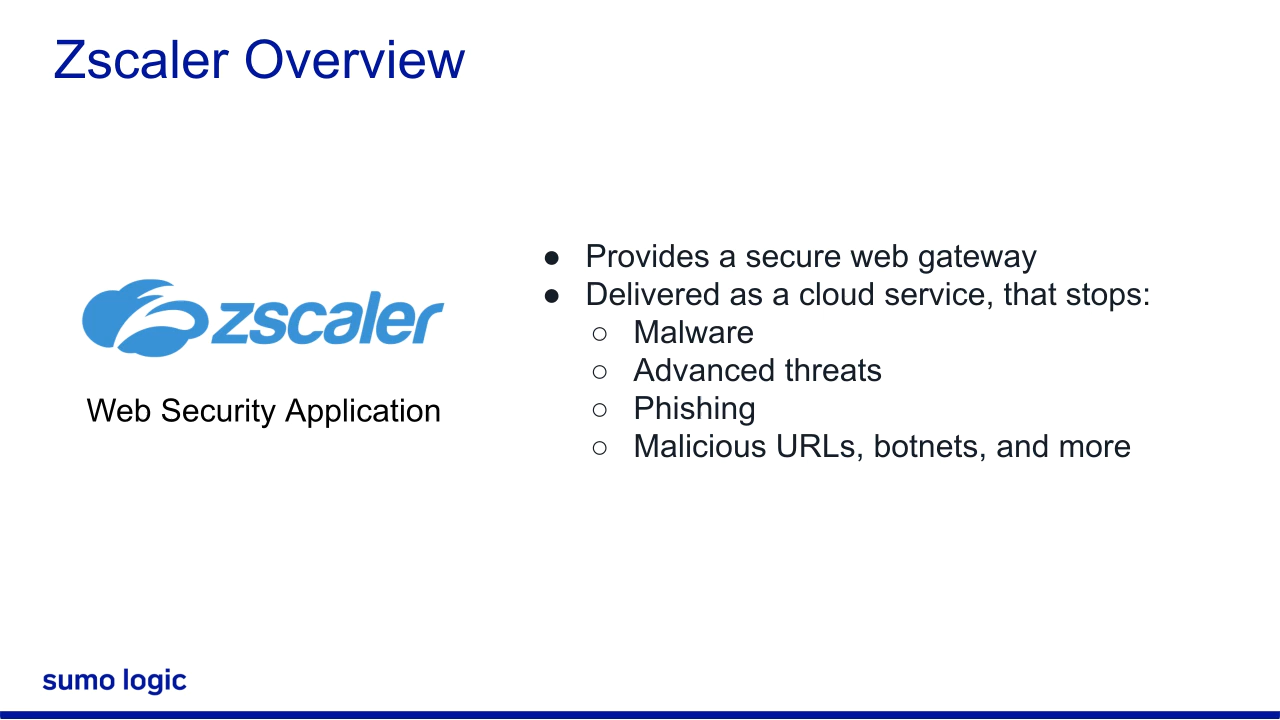 Zscaler Overview
zscaler
Web Security Application
● Provides a secure web gateway
● Delivered as a cloud service, that stops:
○ Malware
○ Advanced threats
○ Phishing
○ Malicious URLs, botnets, and more
sumo logic